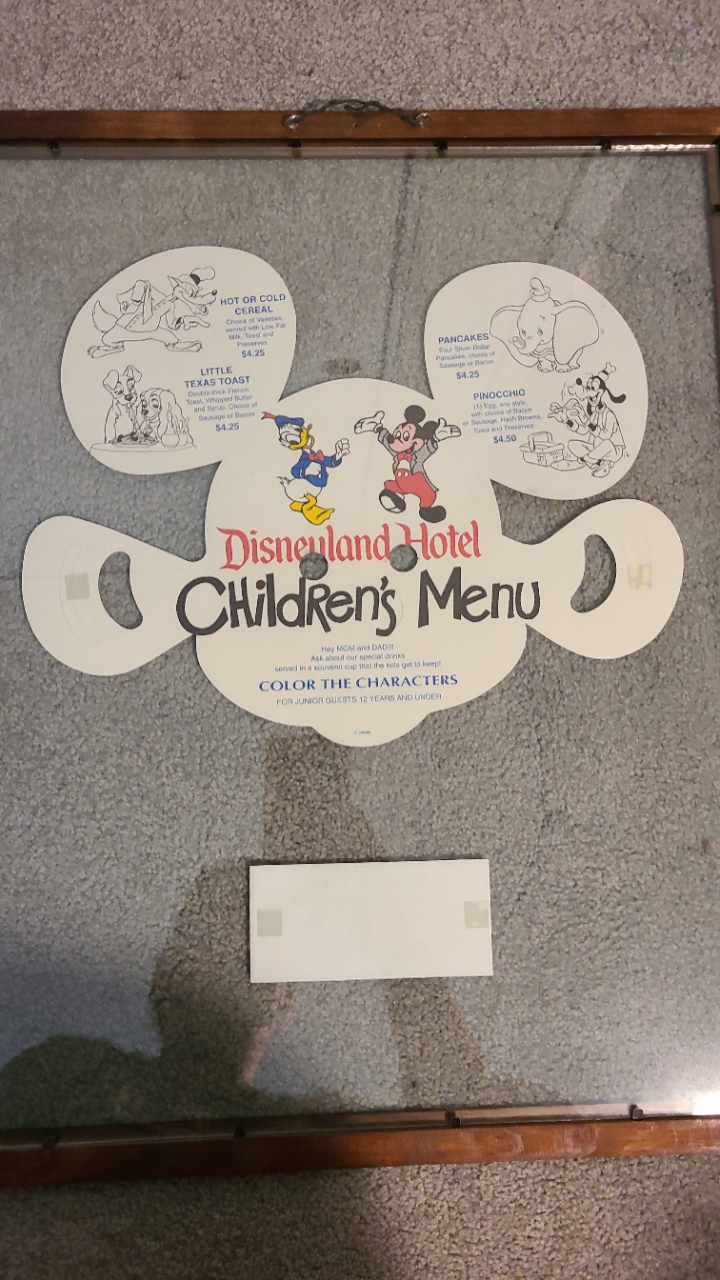 HOT OR COLD
CEREAL
Choice of Varieties,
served with Low-Fat
Milk, Toast and
Preserves
$4.25
LITTLE
TEXAS TOAST
Double-thick French
Toast, Whipped Butter
and Syrup, Choice of
Sausage or Bacon
$4.25
PANCAKES
Four Silver Dollar
Pancakes, choice of
Sausage or Bacon
$4.25
PINOCCHIO
(1) Egg, any style,
with choice of Bacon
or Sausage, Hash Browns,
Toast and Preserves
$4.50
Disneyland Hotel
Children's Menu
Hey MOM and DAD!!!
Ask about our special drinks
served in a souvenir cup that the kids get to keep!
COLOR THE CHARACTERS
FOR JUNIOR GUESTS 12 YEARS AND UNDER